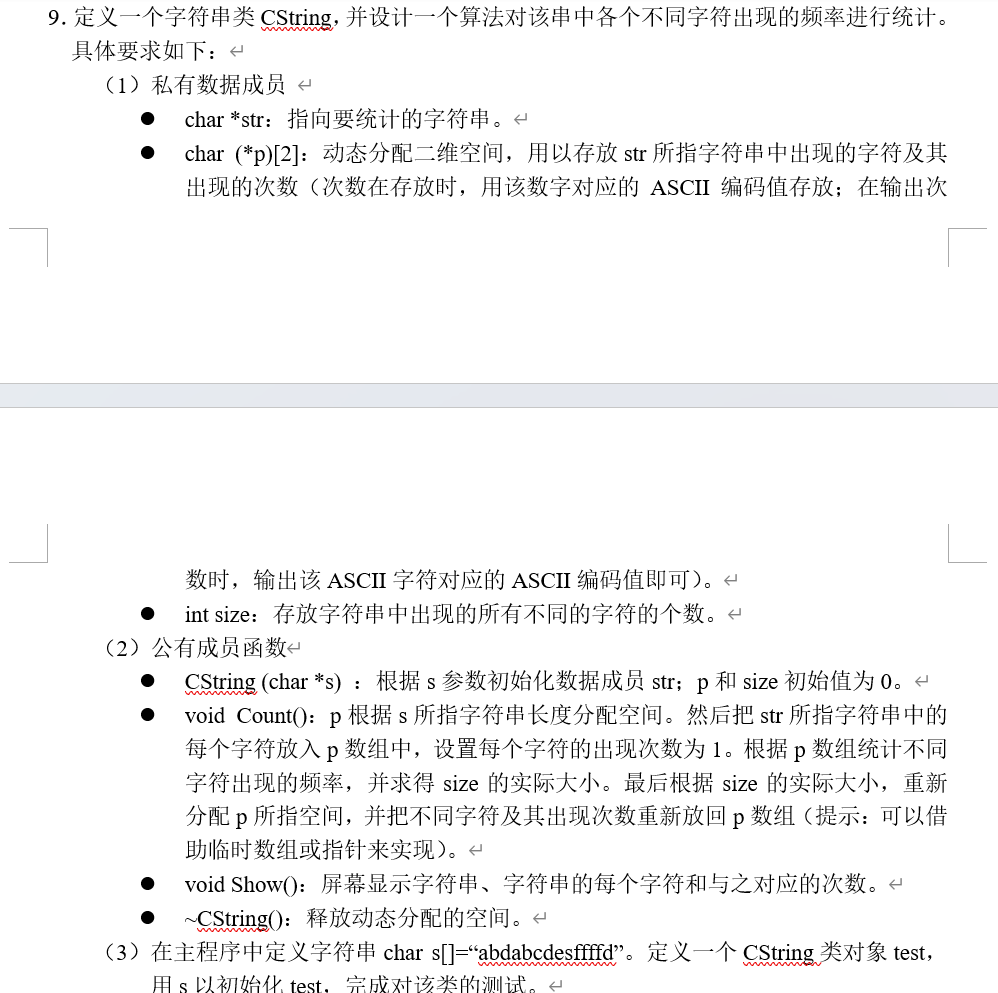 9. 定义一个字符串类 CString，并设计一个算法对该串中各个不同字符出现的频率进行统计。
具体要求如下：↵
（1）私有数据成员 ↵
● char *str：指向要统计的字符串。↵
● char (*p)[2]：动态分配二维空间，用以存放 str 所指字符串中出现的字符及其
出现的次数（次数在存放时，用该数字对应的 ASCII 编码值存放；在输出次
数时，输出该 ASCII 字符对应的 ASCII 编码值即可）。↵
● int size：存放字符串中出现的所有不同的字符的个数。↵
（2）公有成员函数↵
● CString (char *s) ：根据 s 参数初始化数据成员 str；p 和 size 初始值为 0。↵
● void Count()：p 根据 s 所指字符串长度分配空间。然后把 str 所指字符串中的
每个字符放入 p 数组中，设置每个字符的出现次数为 1。根据 p 数组统计不同
字符出现的频率，并求得 size 的实际大小。最后根据 size 的实际大小，重新
分配 p 所指空间，并把不同字符及其出现次数重新放回 p 数组（提示：可以借
助临时数组或指针来实现）。↵
● void Show()：屏幕显示字符串、字符串的每个字符和与之对应的次数。↵
● ~CString()：释放动态分配的空间。↵
（3）在主程序中定义字符串 char s[]=“abdabcdesffffd”。定义一个 CString 类对象 test，
用 s 以初始化 test，完成对该类的测试。↵